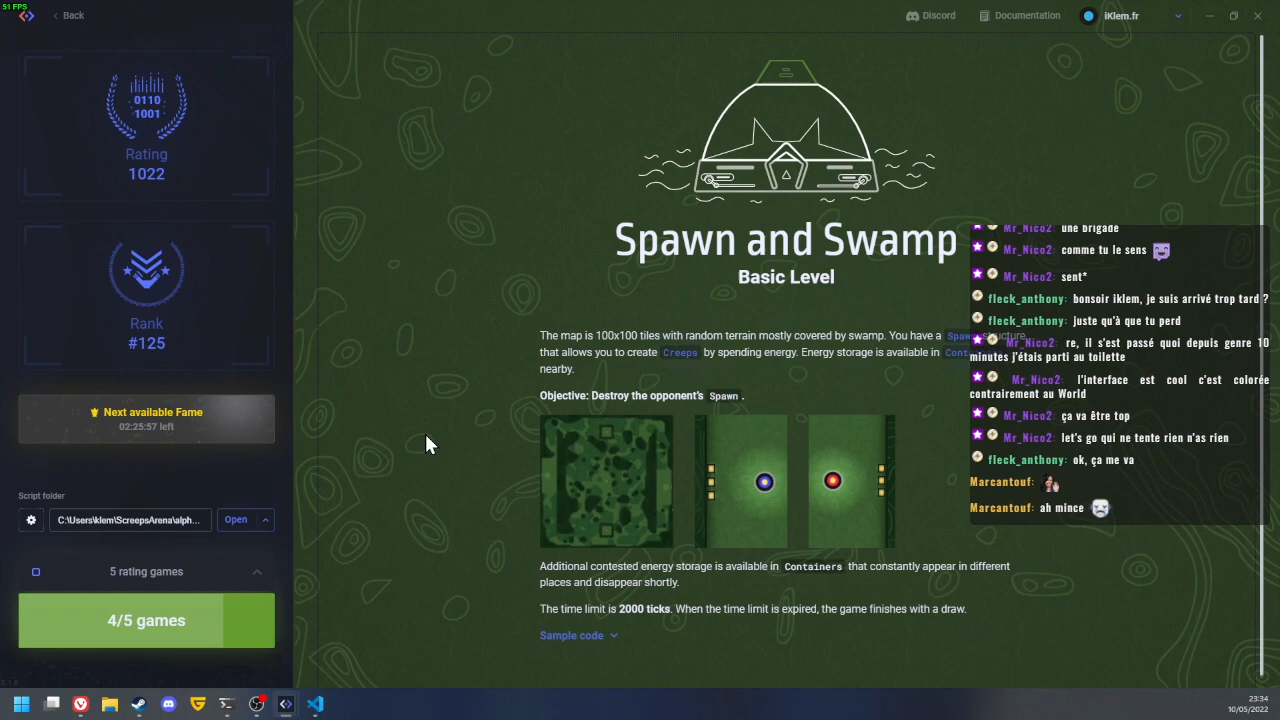 51 FPS
Back
Discord
Documentation
iKlem.fr
0110
1001
Rating
1022
Rank
#125
Next available Fame
02:25:57 left
Script folder
C:\Users\klem\ScreepsArena\alph...
Open
5 rating games
4/5 games
Spawn and Swamp
Basic Level
The map is 100x100 tiles with random terrain mostly covered by swamp. You have a Spawn structure
that allows you to create Creeps by spending energy. Energy storage is available in Cont
nearby.
Objective: Destroy the opponent's Spawn .
Additional contested energy storage is available in Containers that constantly appear in different
places and disappear shortly.
The time limit is 2000 ticks. When the time limit is expired, the game finishes with a draw.
Sample code
Mr_Nico2: une brigade
Mr_Nico2: comme tu le sens
Mr_Nico2: sent*
fleck_anthony: bonsoir iklem, je suis arrivé trop tard ?
fleck_anthony: juste qu'à que tu perd
Mr_Nico2: re, il s'est passé quoi depuis genre 10
minutes j'étais parti au toilette
Mr_Nico2: l'interface est cool c'est colorée
contrairement au World
Mr_Nico2: ça va être top
Mr_Nico2: let's go qui ne tente rien n'as rien
fleck_anthony: ok, ça me va
Marcantouf:
Marcantouf: ah mince
23:34
10/05/2022